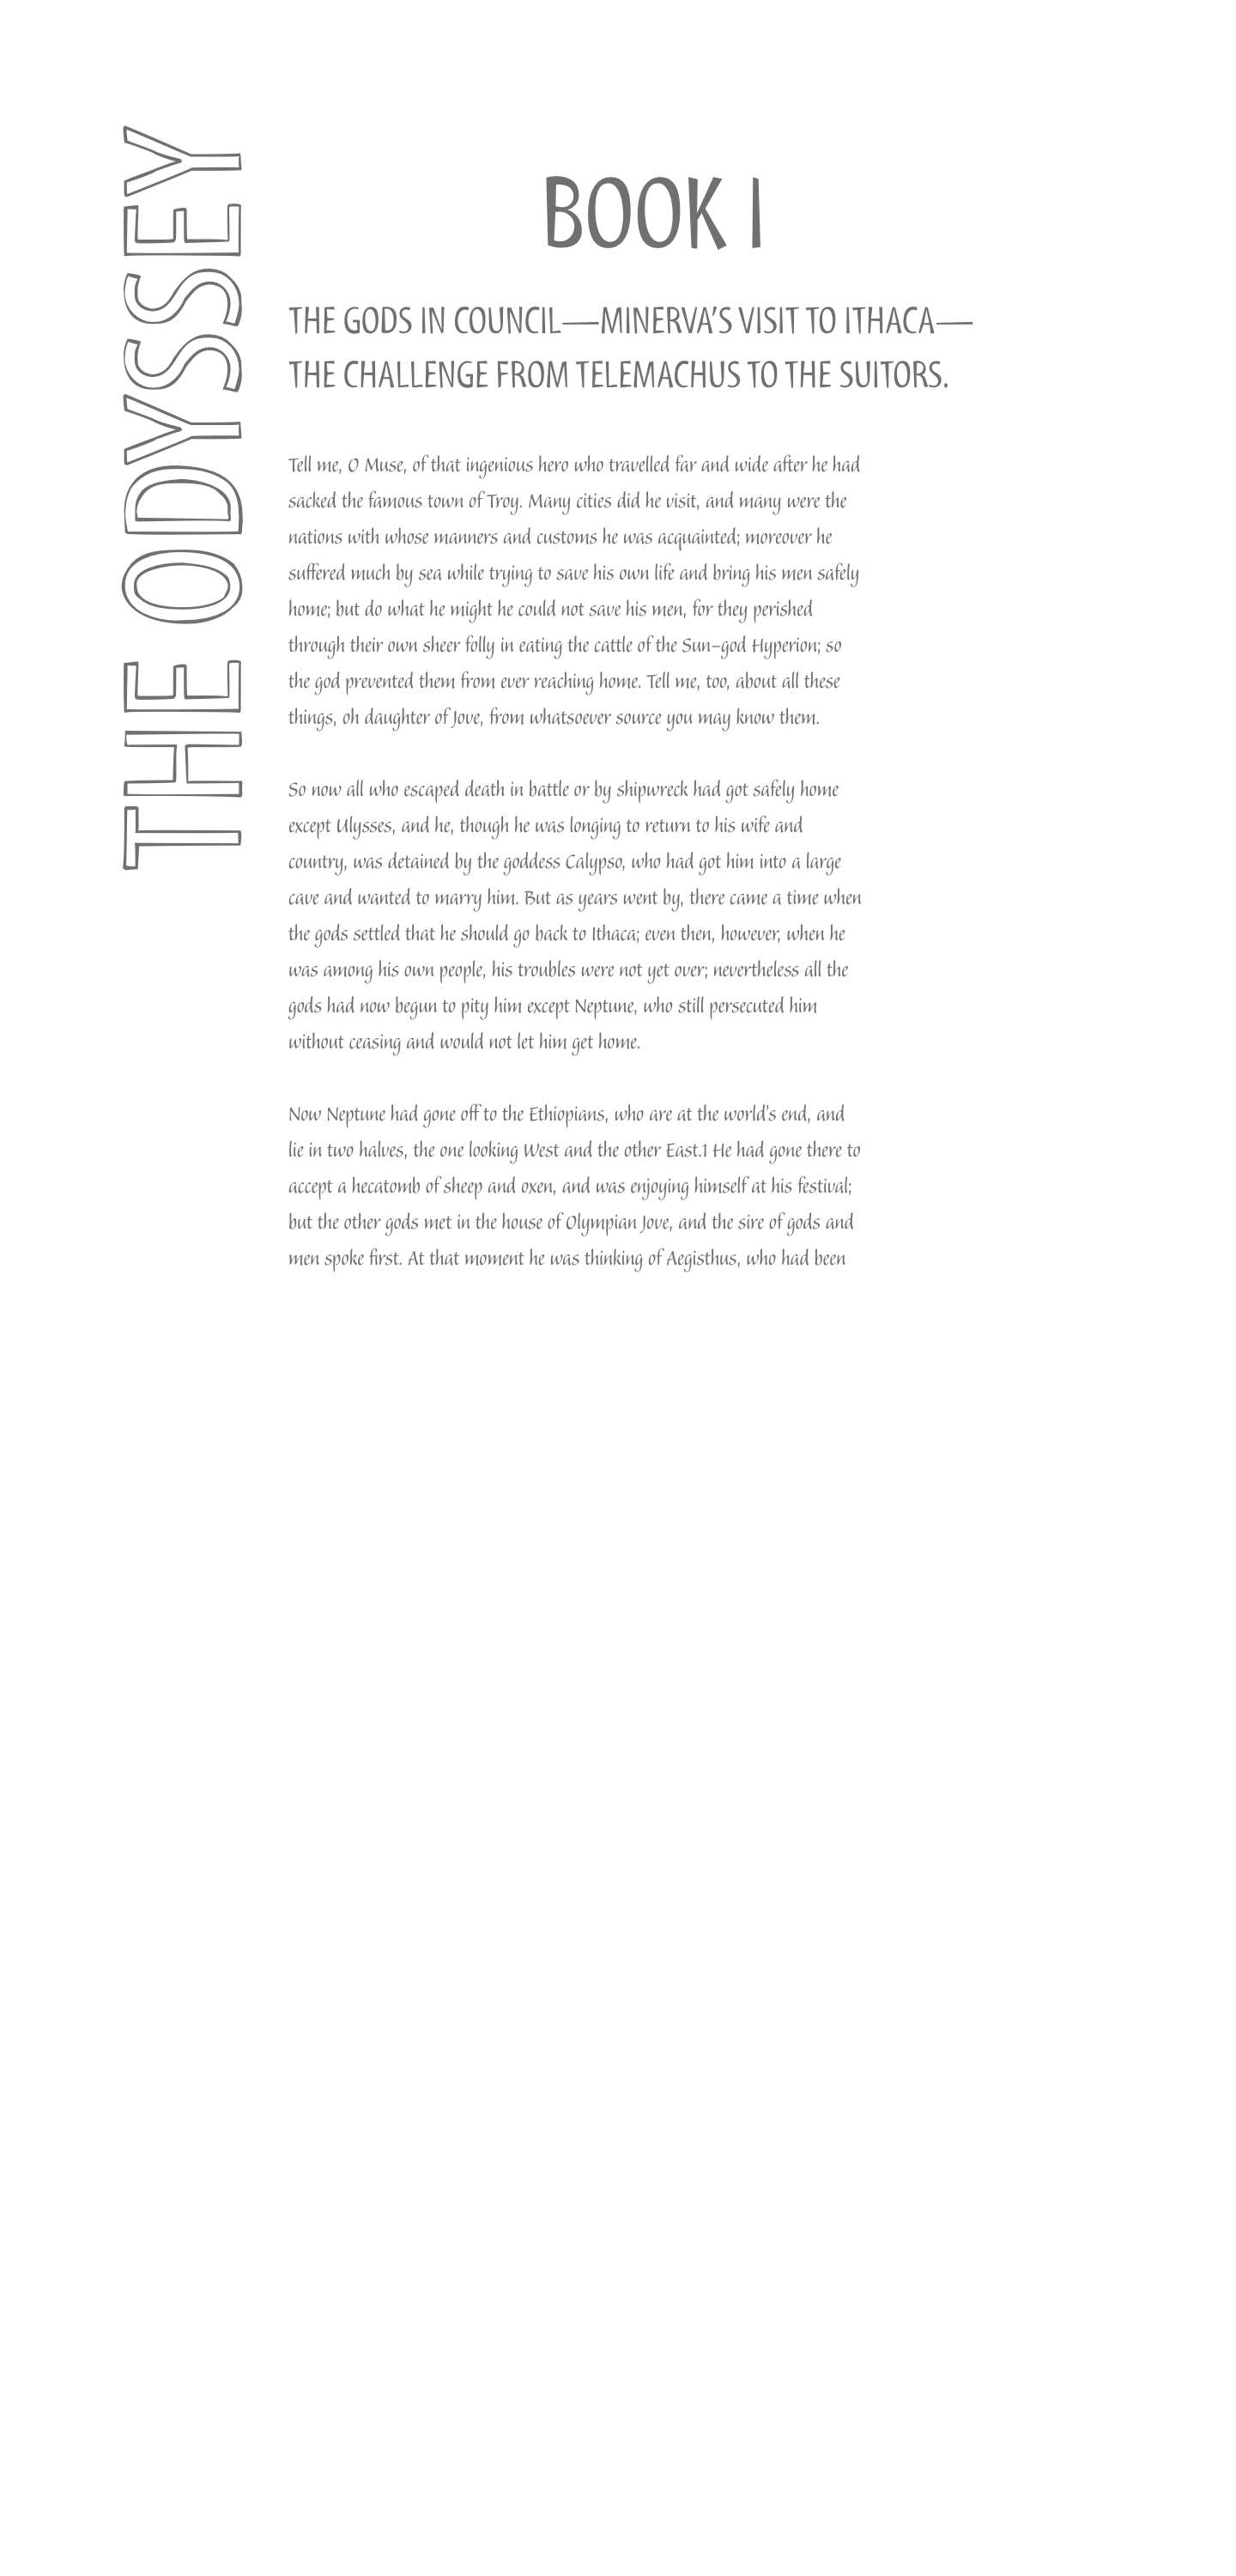 THE ODYSSEY
BOOK I
THE GODS IN COUNCIL—MINERVA’S VISIT TO ITHACA—
THE CHALLENGE FROM TELEMACHUS TO THE SUITORS.
Tell me, O Muse, of that ingenious hero who travelled far and wide after he had
sacked the famous town of Troy. Many cities did he visit, and many were the
nations with whose manners and customs he was acquainted; moreover he
suffered much by sea while trying to save his own life and bring his men safely
home; but do what he might he could not save his men, for they perished
through their own sheer folly in eating the cattle of the Sun-god Hyperion; so
the god prevented them from ever reaching home. Tell me, too, about all these
things, oh daughter of Jove, from whatsoever source you may know them.
So now all who escaped death in battle or by shipwreck had got safely home
except Ulysses, and he, though he was longing to return to his wife and
country, was detained by the goddess Calypso, who had got him into a large
cave and wanted to marry him. But as years went by, there came a time when
the gods settled that he should go back to Ithaca; even then, however, when he
was among his own people, his troubles were not yet over; nevertheless all the
gods had now begun to pity him except Neptune, who still persecuted him
without ceasing and would not let him get home.
Now Neptune had gone off to the Ethiopians, who are at the world’s end, and
lie in two halves, the one looking West and the other East.1 He had gone there to
accept a hecatomb of sheep and oxen, and was enjoying himself at his festival;
but the other gods met in the house of Olympian Jove, and the sire of gods and
men spoke first. At that moment he was thinking of Aegisthus, who had been